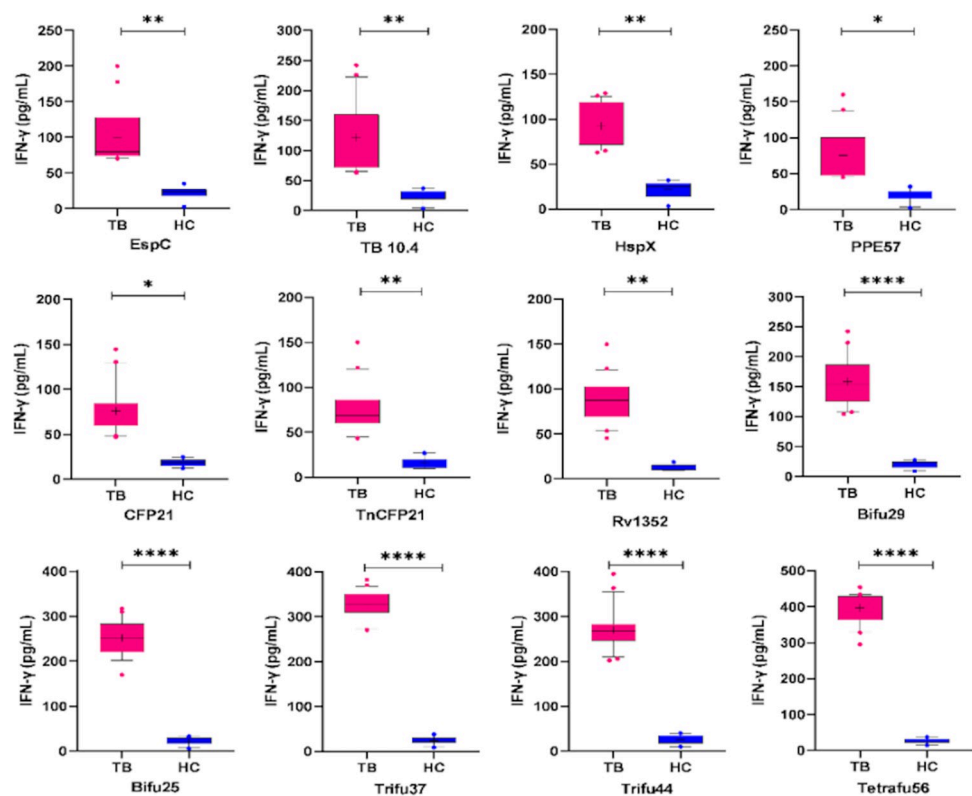 IFN-γ (pg/mL)
250
200
150
100
50
0
**
TB HC
EspC
IFN-γ (pg/mL)
300
250
200
150
100
50
0
**
TB HC
TB 10.4
IFN-γ (pg/mL)
200
150
100
50
0
**
TB HC
HspX
IFN-γ (pg/mL)
250
200
150
100
50
0
*
TB HC
PPE57
IFN-γ (pg/mL)
200
150
100
50
0
*
TB HC
CFP21
IFN-γ (pg/mL)
200
150
100
50
0
**
TB HC
TnCFP21
IFN-γ (pg/mL)
200
150
100
50
0
**
TB HC
Rv1352
IFN-γ (pg/mL)
300
250
200
150
100
50
0
****
TB HC
Bifu29
IFN-γ (pg/mL)
400
300
200
100
0
****
TB HC
Bifu25
IFN-γ (pg/mL)
400
300
200
100
0
****
TB HC
Trifu37
IFN-γ (pg/mL)
400
300
200
100
0
****
TB HC
Trifu44
IFN-γ (pg/mL)
500
400
300
200
100
0
****
TB HC
Tetrafu56